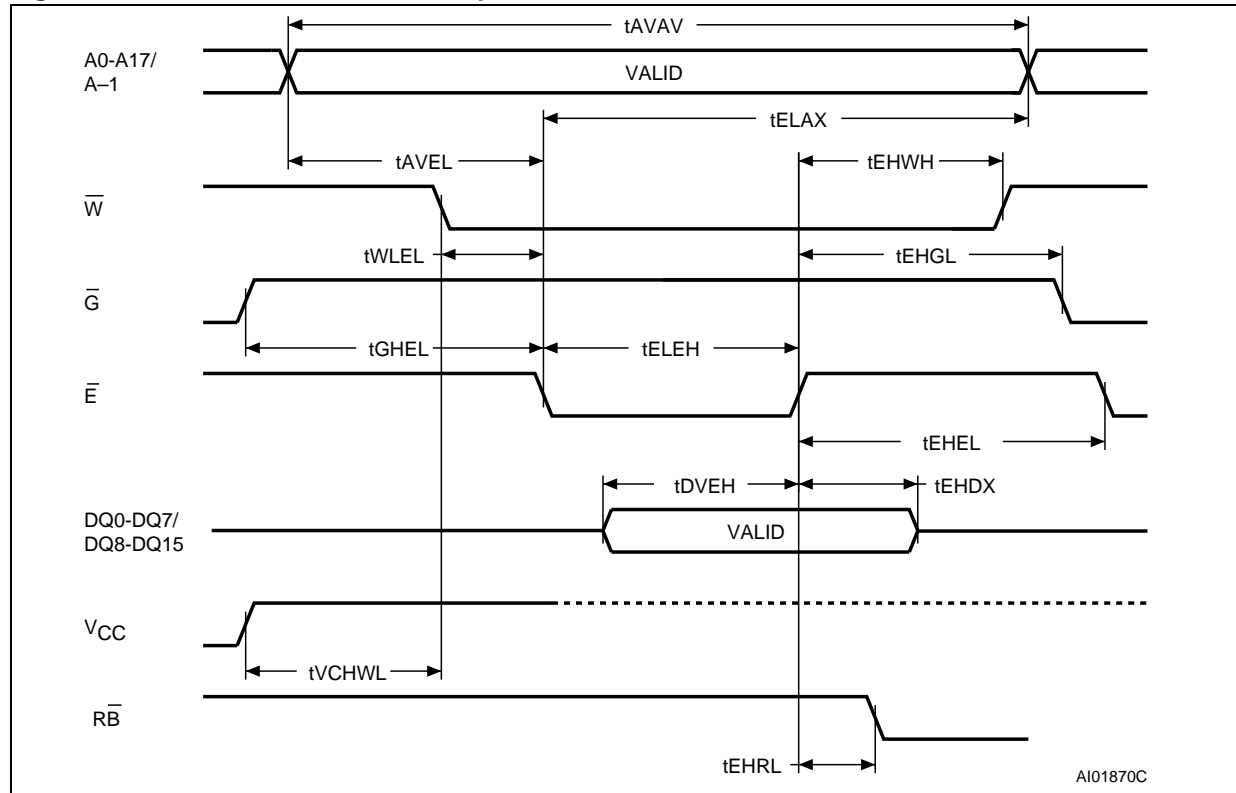 tAVAV
A0-A17/
A–1
VALID
tELAX
tAVEL
tEHWH
W̅
tWLEL
tEHGL
G̅
tGHEL
tELEH
E̅
tEHEL
tDVEH
tEHDX
DQ0-DQ7/
DQ8-DQ15
VALID
VCC
tVCHWL
RB̅
tEHRL
AI01870C